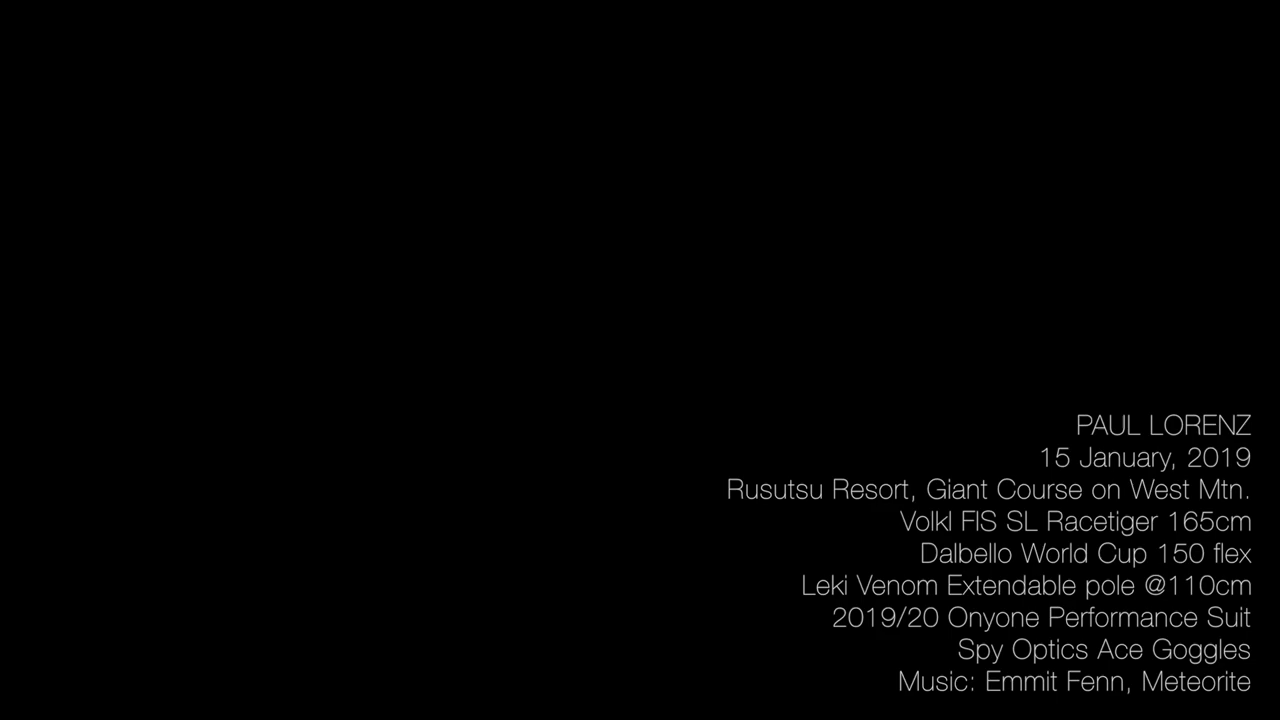 PAUL LORENZ
15 January, 2019
Rusutsu Resort, Giant Course on West Mtn.
Volkl FIS SL Racetiger 165cm
Dalbello World Cup 150 flex
Leki Venom Extendable pole @110cm
2019/20 Onyone Performance Suit
Spy Optics Ace Goggles
Music: Emmit Fenn, Meteorite